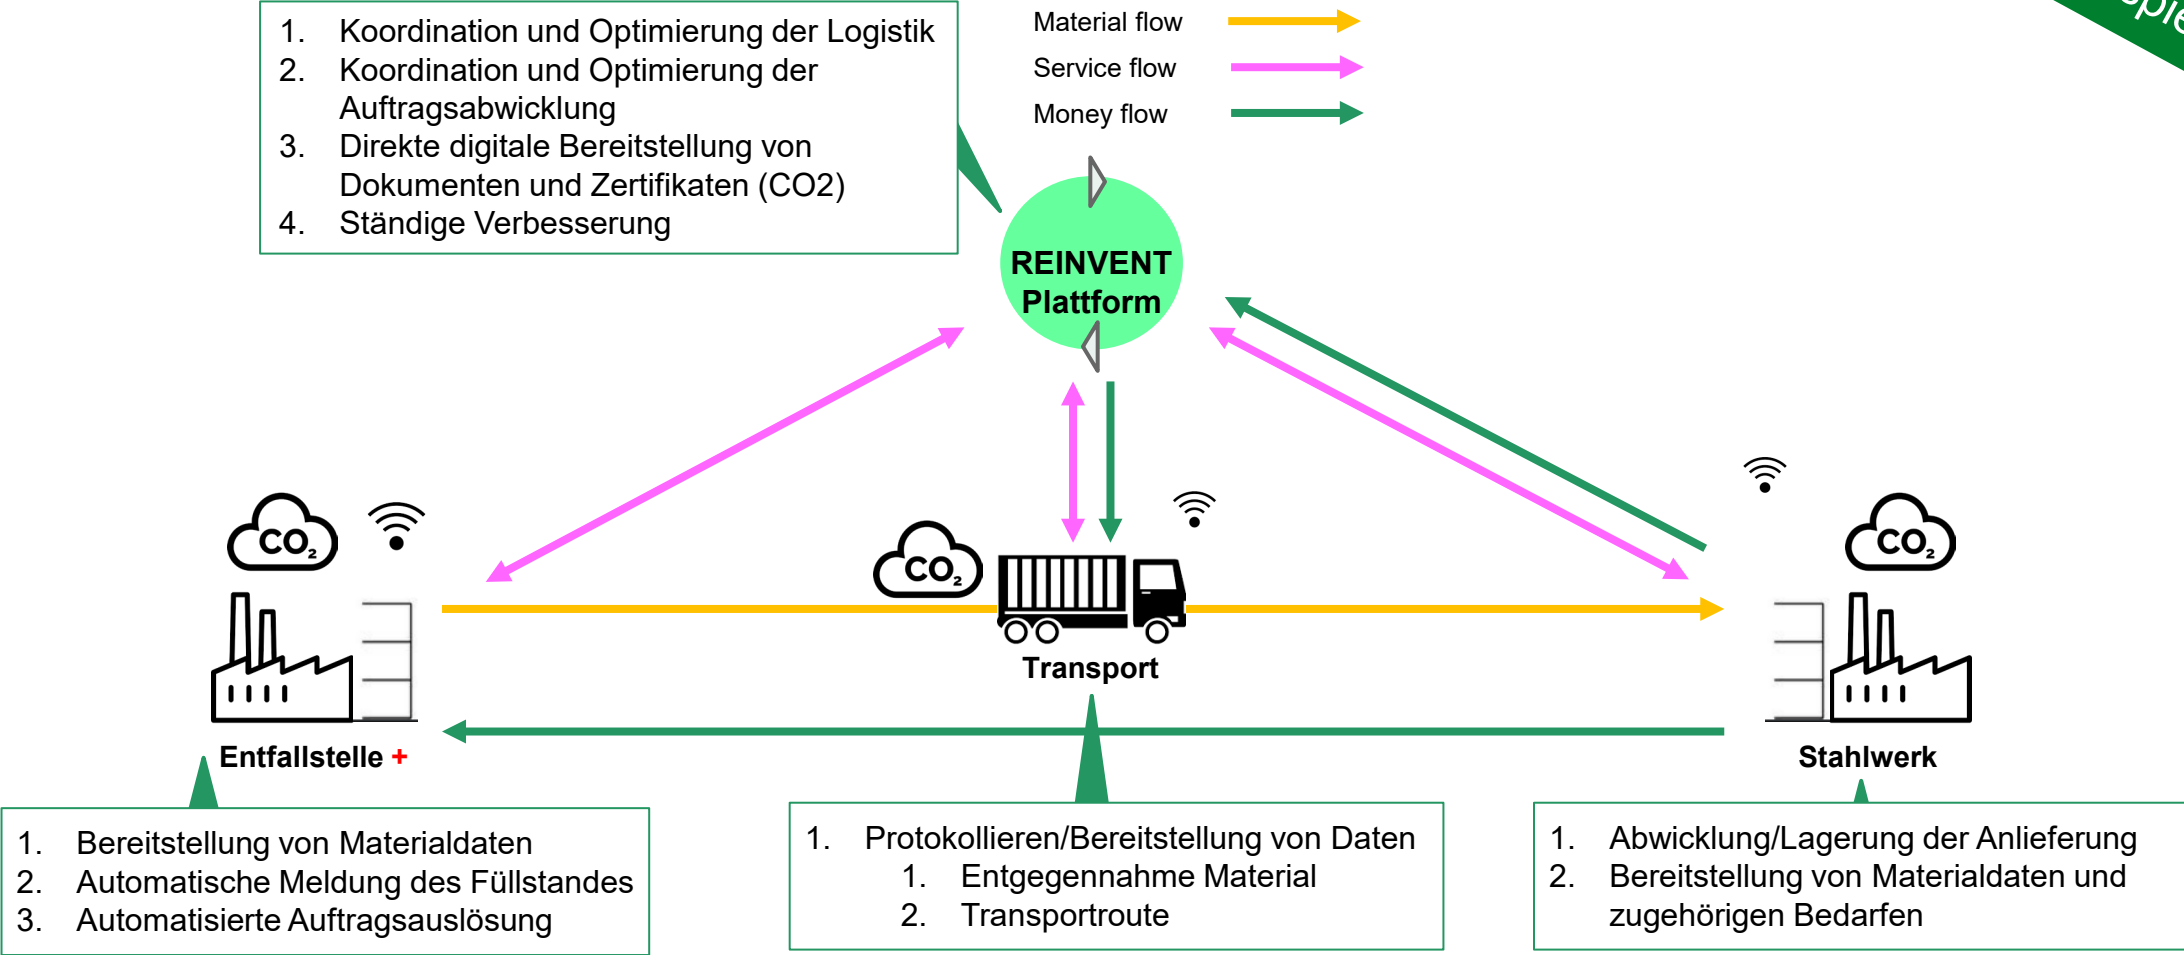 1. Koordination und Optimierung der Logistik
2. Koordination und Optimierung der
Auftragsabwicklung
3. Direkte digitale Bereitstellung von
Dokumenten und Zertifikaten (CO2)
4. Ständige Verbesserung
Material flow
Service flow
Money flow
REINVENT
Plattform
CO₂
CO₂
CO₂
Transport
Entfallstelle +
Stahlwerk
1. Bereitstellung von Materialdaten
2. Automatische Meldung des Füllstandes
3. Automatisierte Auftragsauslösung
1. Protokollieren/Bereitstellung von Daten
1. Entgegennahme Material
2. Transportroute
1. Abwicklung/Lagerung der Anlieferung
2. Bereitstellung von Materialdaten und
zugehörigen Bedarfen